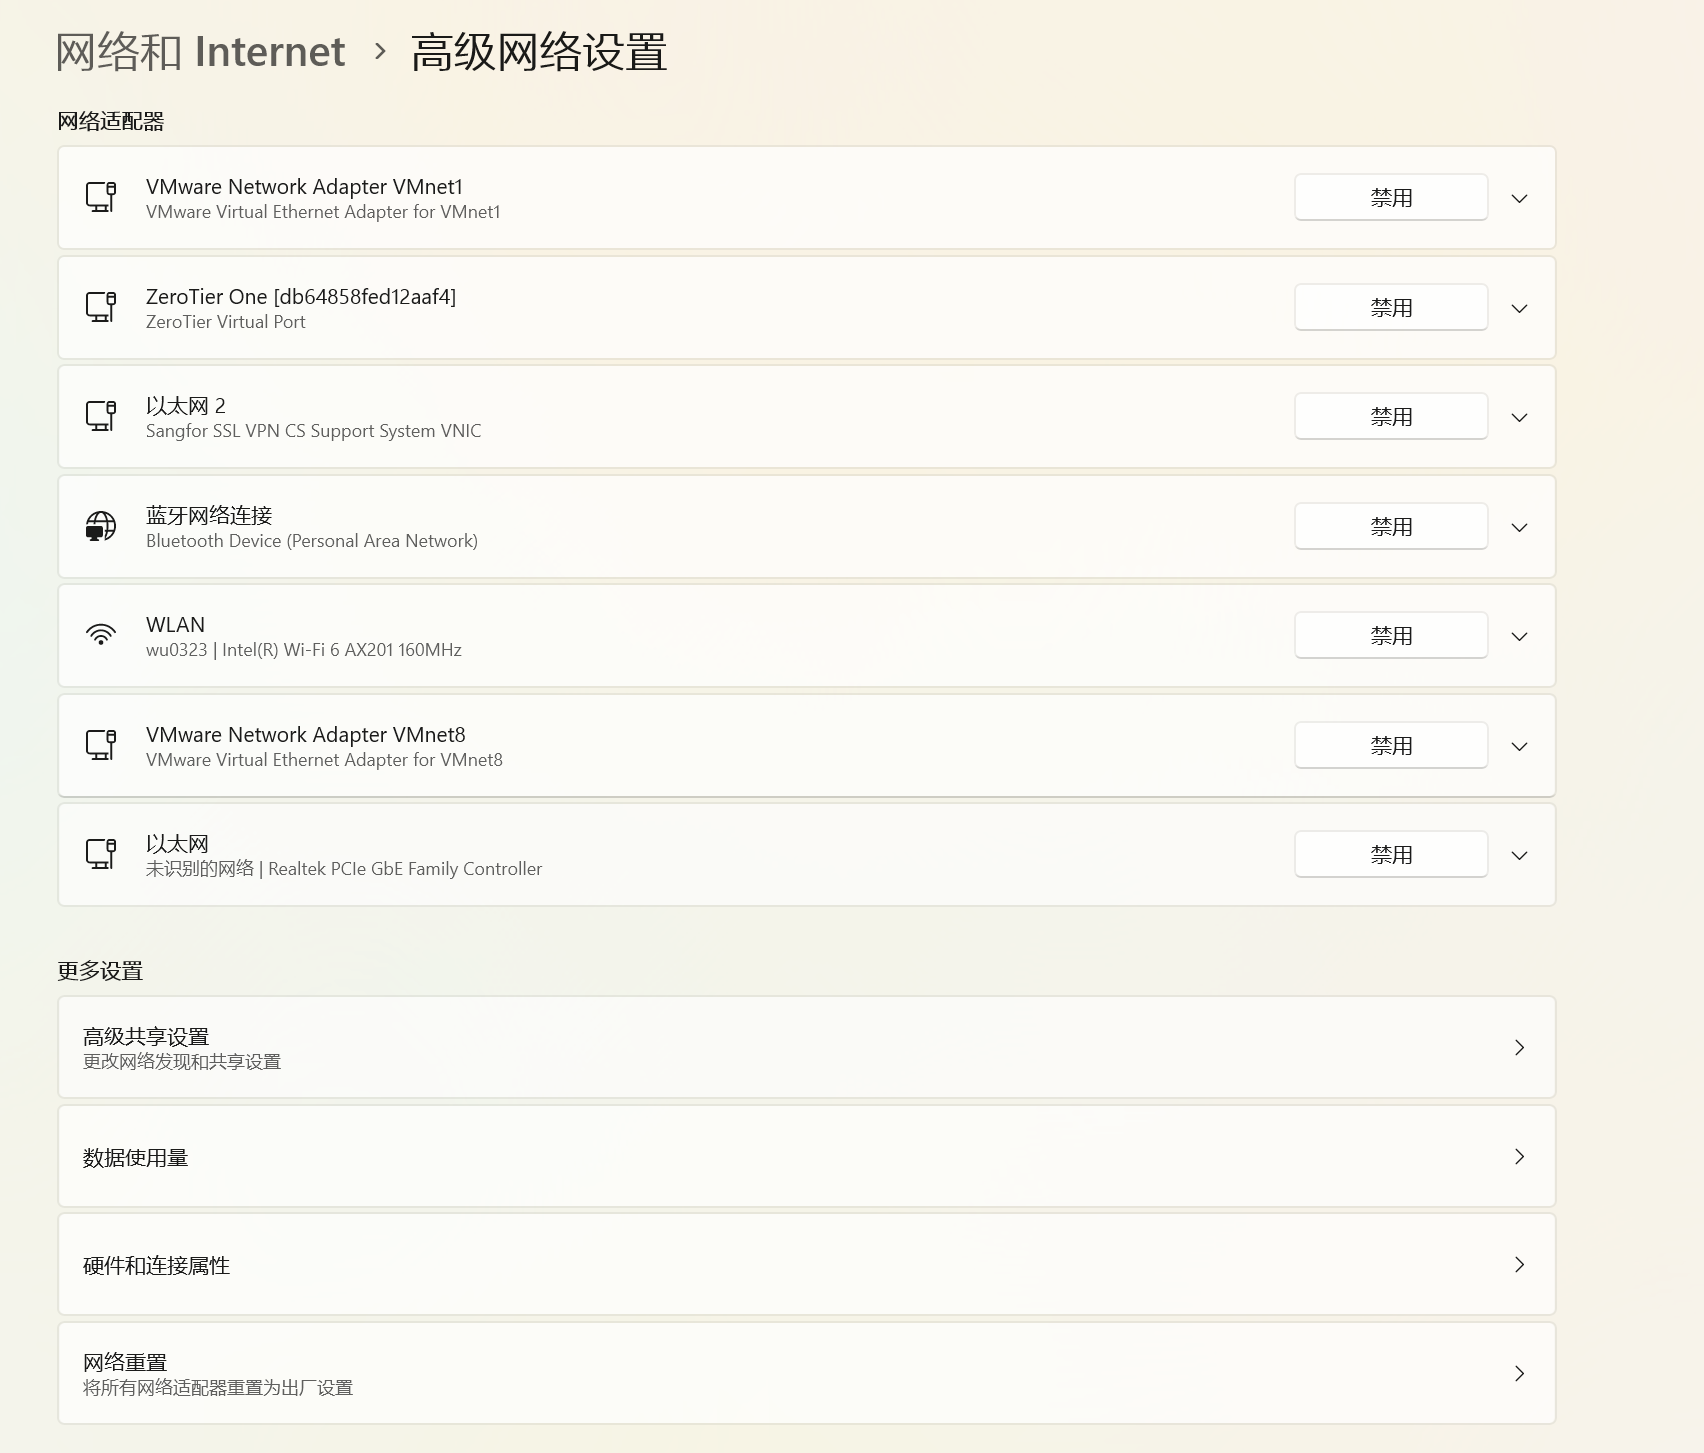 网络和 Internet › 高级网络设置
网络适配器
VMware Network Adapter VMnet1
VMware Virtual Ethernet Adapter for VMnet1
禁用
ZeroTier One [db64858fed12aaf4]
ZeroTier Virtual Port
禁用
以太网 2
Sangfor SSL VPN CS Support System VNIC
禁用
蓝牙网络连接
Bluetooth Device (Personal Area Network)
禁用
WLAN
wu0323 | Intel(R) Wi-Fi 6 AX201 160MHz
禁用
VMware Network Adapter VMnet8
VMware Virtual Ethernet Adapter for VMnet8
禁用
以太网
未识别的网络 | Realtek PCIe GbE Family Controller
禁用
更多设置
高级共享设置
更改网络发现和共享设置
数据使用量
硬件和连接属性
网络重置
将所有网络适配器重置为出厂设置